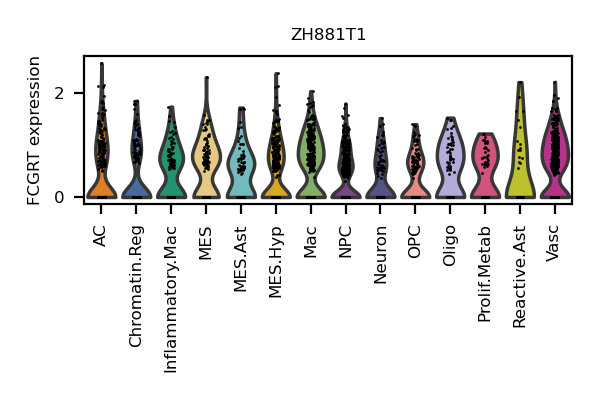 ZH881T1
FCGRT expression
2
0
AC
Chromatin.Reg
Inflammatory.Mac
MES
MES.Ast
MES.Hyp
Mac
NPC
Neuron
OPC
Oligo
Prolif.Metab
Reactive.Ast
Vasc